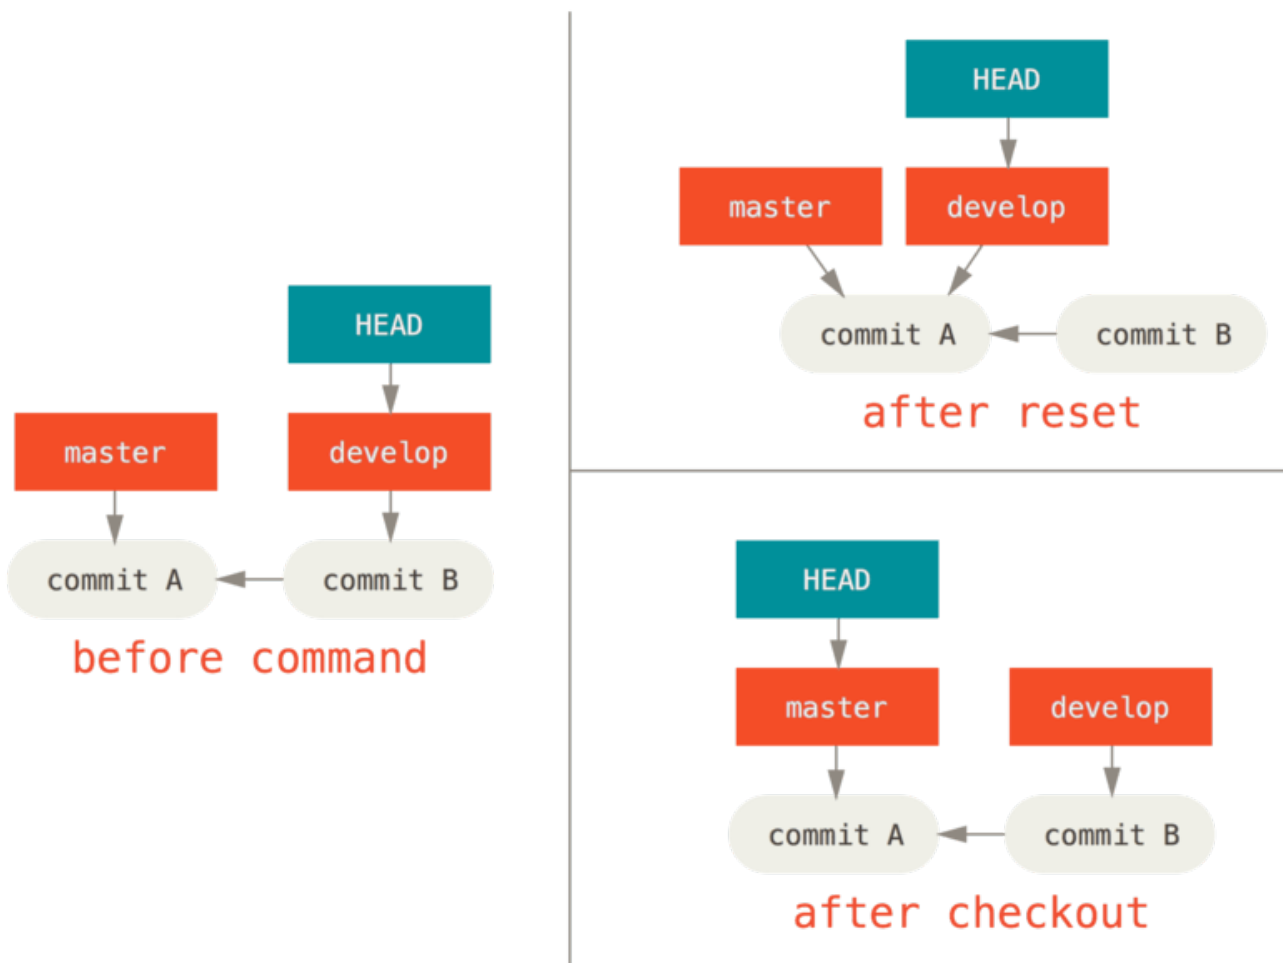 HEAD
master
develop
commit A
commit B
before command
HEAD
master
develop
commit A
commit B
after reset
HEAD
master
develop
commit A
commit B
after checkout